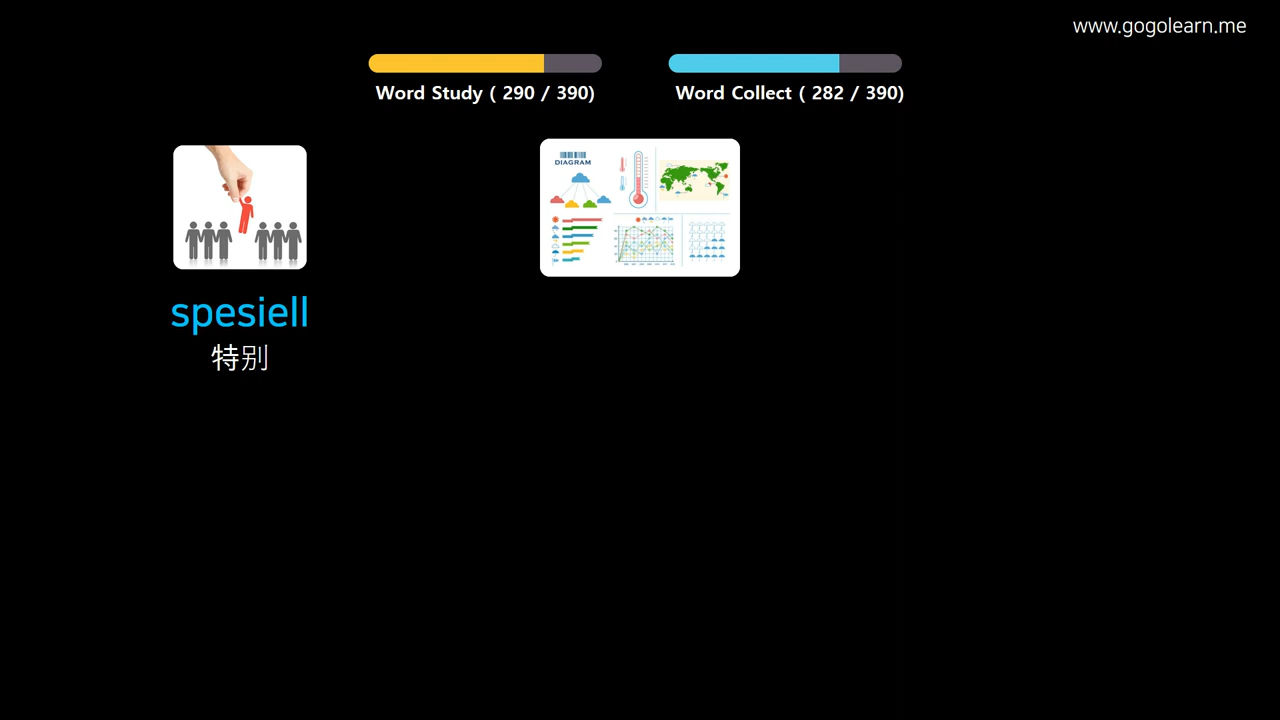 www.gogolearn.me
Word Study ( 290 / 390)
Word Collect ( 282 / 390)
DIAGRAM
spesiell
特别